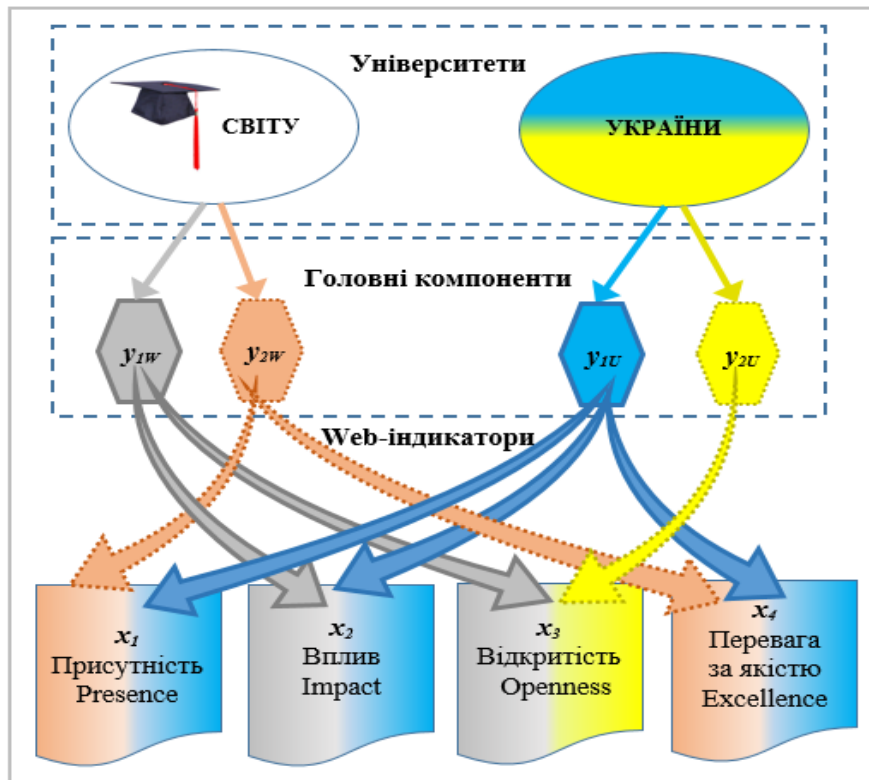 Університети
СВІТУ
УКРАЇНИ
Головні компоненти
y1W
y2W
y1U
y2U
Web-індикатори
x1
Присутність
Presence
x2
Вплив
Impact
x3
Відкритість
Openness
x4
Перевага
за якістю
Excellence